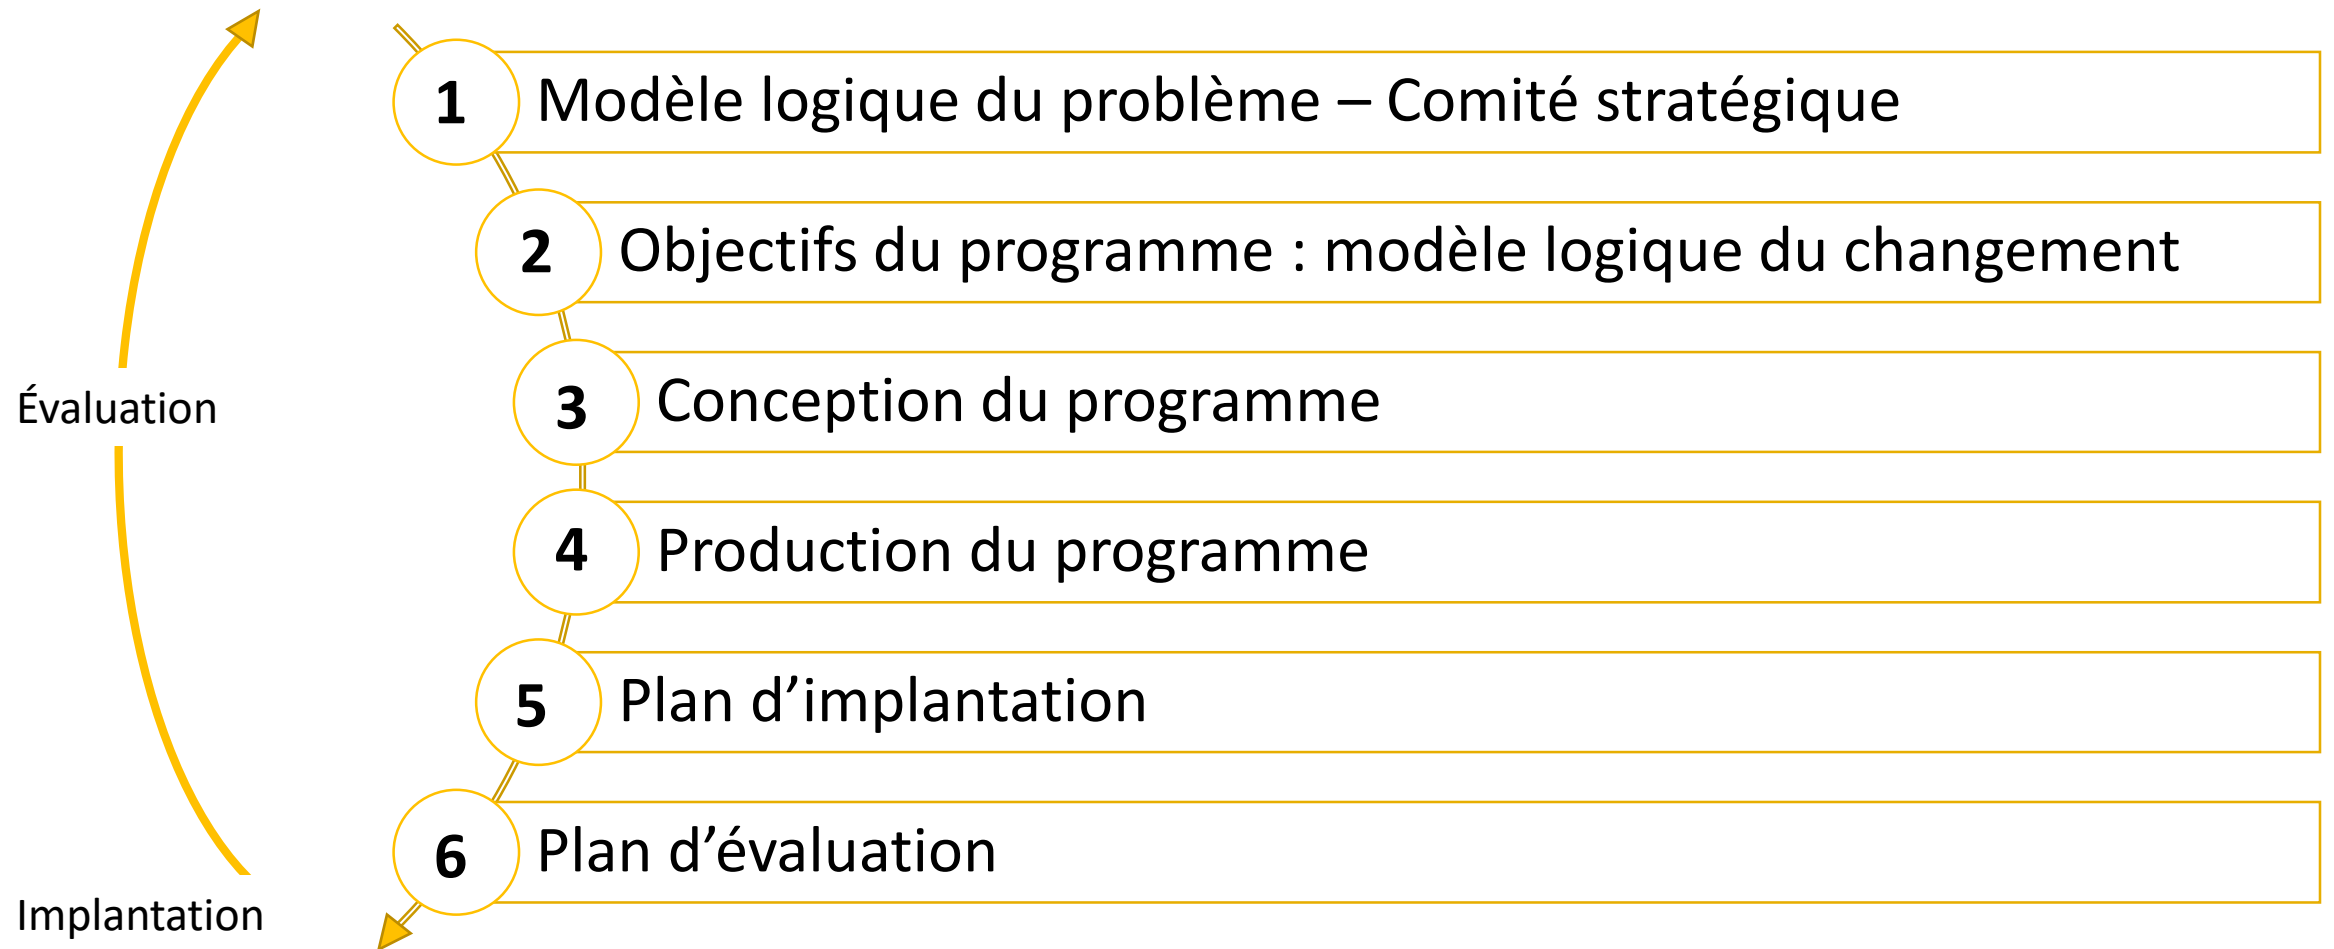 1 Modèle logique du problème – Comité stratégique
2 Objectifs du programme : modèle logique du changement
3 Conception du programme
Évaluation
4 Production du programme
5 Plan d’implantation
6 Plan d’évaluation
Implantation